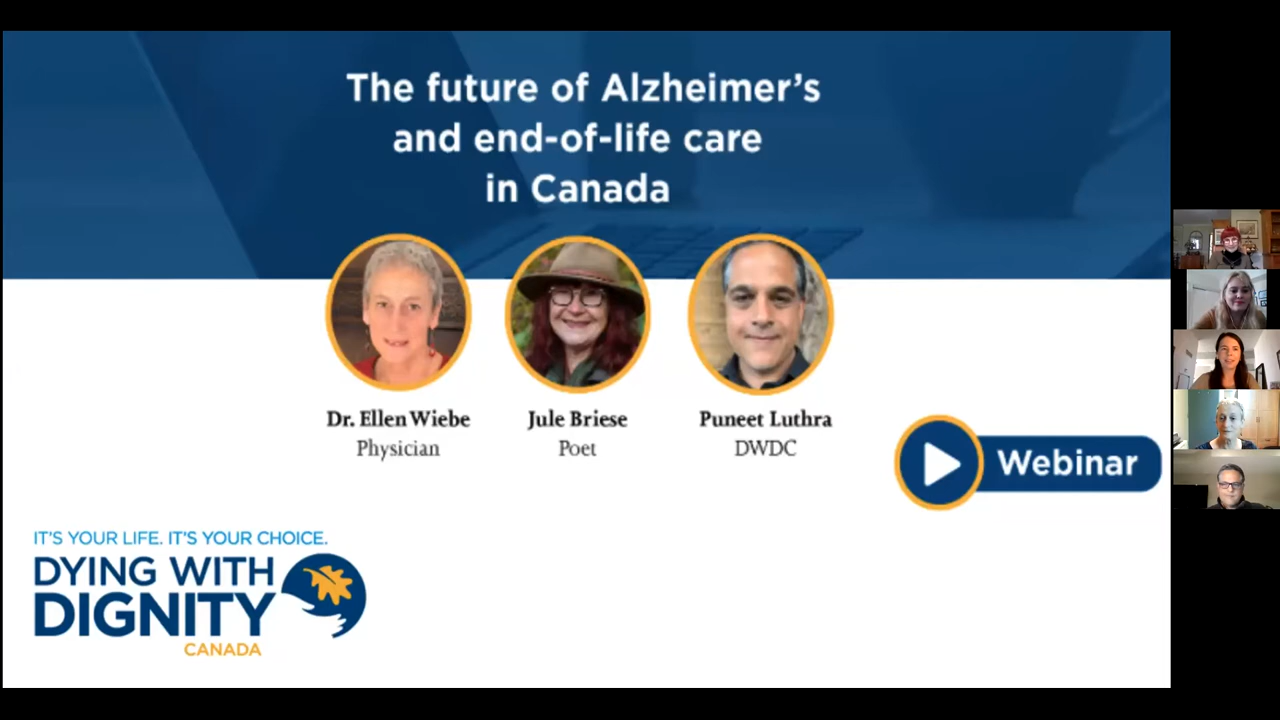 The future of Alzheimer's
and end-of-life care
in Canada
Dr. Ellen Wiebe
Physician
Jule Briese
Poet
Puneet Luthra
DWDC
Webinar
IT'S YOUR LIFE. IT'S YOUR CHOICE.
DYING WITH
DIGNITY
CANADA